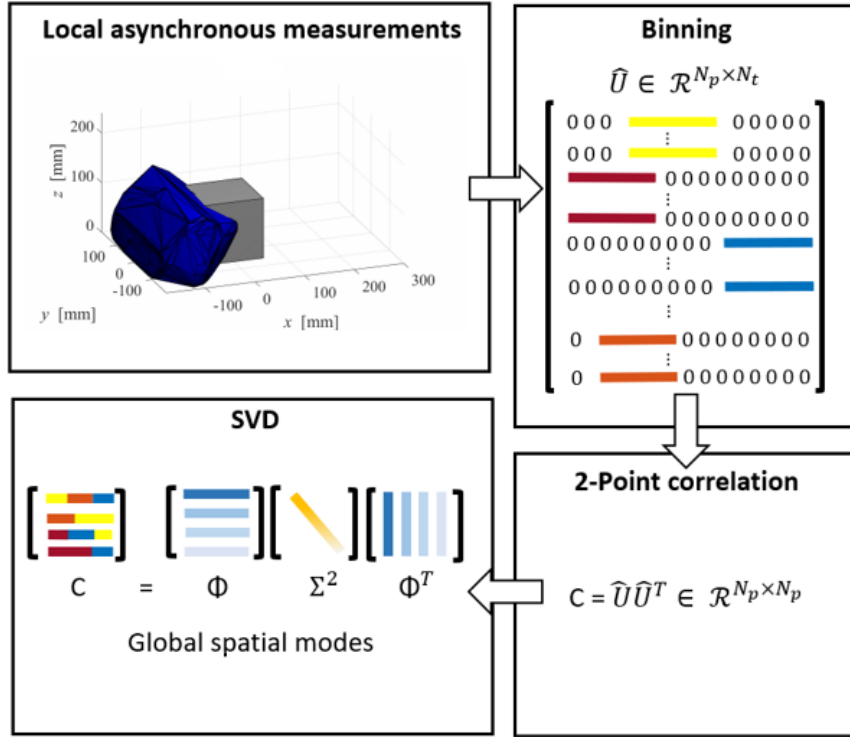 Local asynchronous measurements
200
100
0
z [mm]
100
0
-100
y [mm]
-100
0
100
200
300
x [mm]
Binning
Û ∈ ℛ^{N_p×N_t}
0 0 0 0 0 0 0 0
⋮
0 0 0 0 0 0 0 0
0 0 0 0 0 0 0 0 0
⋮
0 0 0 0 0 0 0 0 0
0 0 0 0 0 0 0 0 0
⋮
0 0 0 0 0 0 0 0 0
⋮
0 0 0 0 0 0 0 0 0
⋮
0 0 0 0 0 0 0 0 0
2-Point correlation
C = ÛÛ^T ∈ ℛ^{N_p×N_p}
SVD
C = Φ Σ^2 Φ^T
Global spatial modes